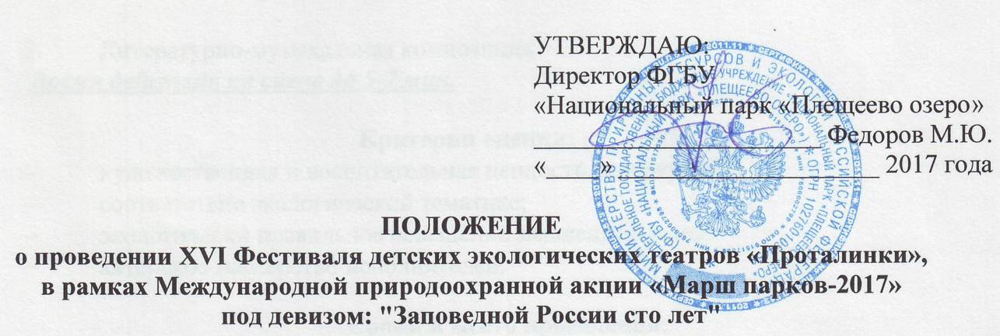 УТВЕРЖДАЮ:
Директор ФГБУ
«Национальный парк «Плещеево озеро»
Федоров М.Ю.
« » 2017 года
ПОЛОЖЕНИЕ
о проведении XVI Фестиваля детских экологических театров «Проталинки»,
в рамках Международной природоохранной акции «Марш парков-2017»
под девизом: "Заповедной России сто лет"